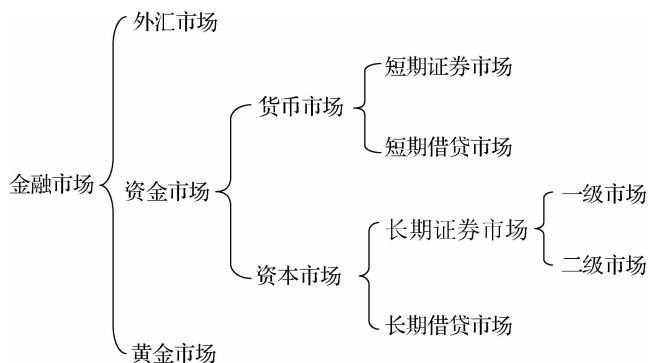 金融市场
外汇市场
资金市场
货币市场
短期证券市场
短期借贷市场
资本市场
长期证券市场
一级市场
二级市场
长期借贷市场
黄金市场